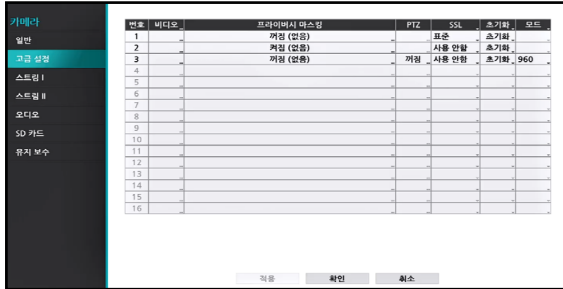 카메라
일반
고급 설정
스트림 I
스트림 II
오디오
SD 카드
유지 보수
번호 비디오 프라이버시 마스킹 PTZ SSL 초기화 모드
1 꺼짐 (없음) 표준 초기화
2 켜짐 (없음) 사용 안함 초기화
3 꺼짐 (없음) 꺼짐 사용 안함 초기화 960
4
5
6
7
8
9
10
11
12
13
14
15
16
적용 확인 취소